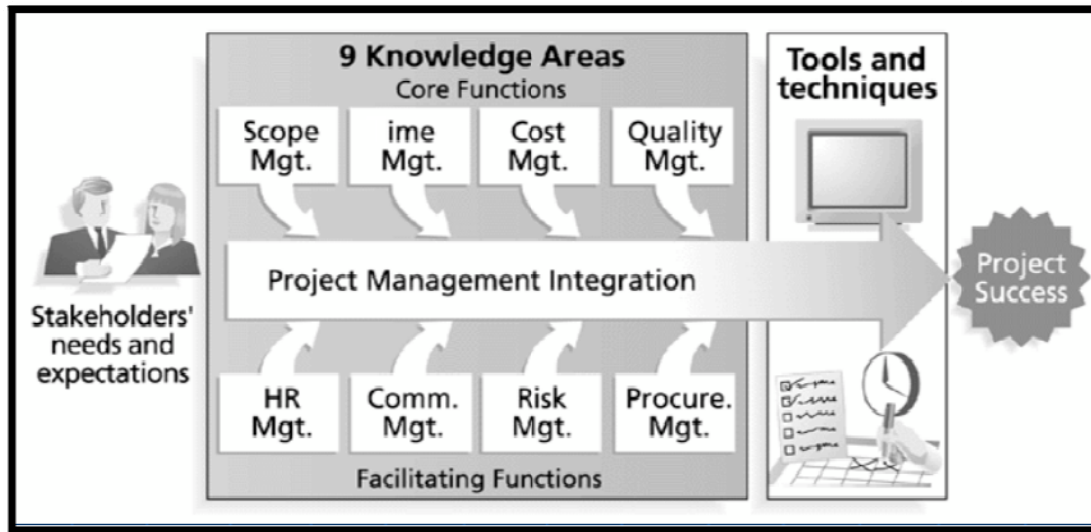 9 Knowledge Areas
Core Functions
Scope
Mgt.
ime
Mgt.
Cost
Mgt.
Quality
Mgt.
Tools and
techniques
Stakeholders'
needs and
expectations
Project Management Integration
Project
Success
HR
Mgt.
Comm.
Mgt.
Risk
Mgt.
Procure.
Mgt.
Facilitating Functions